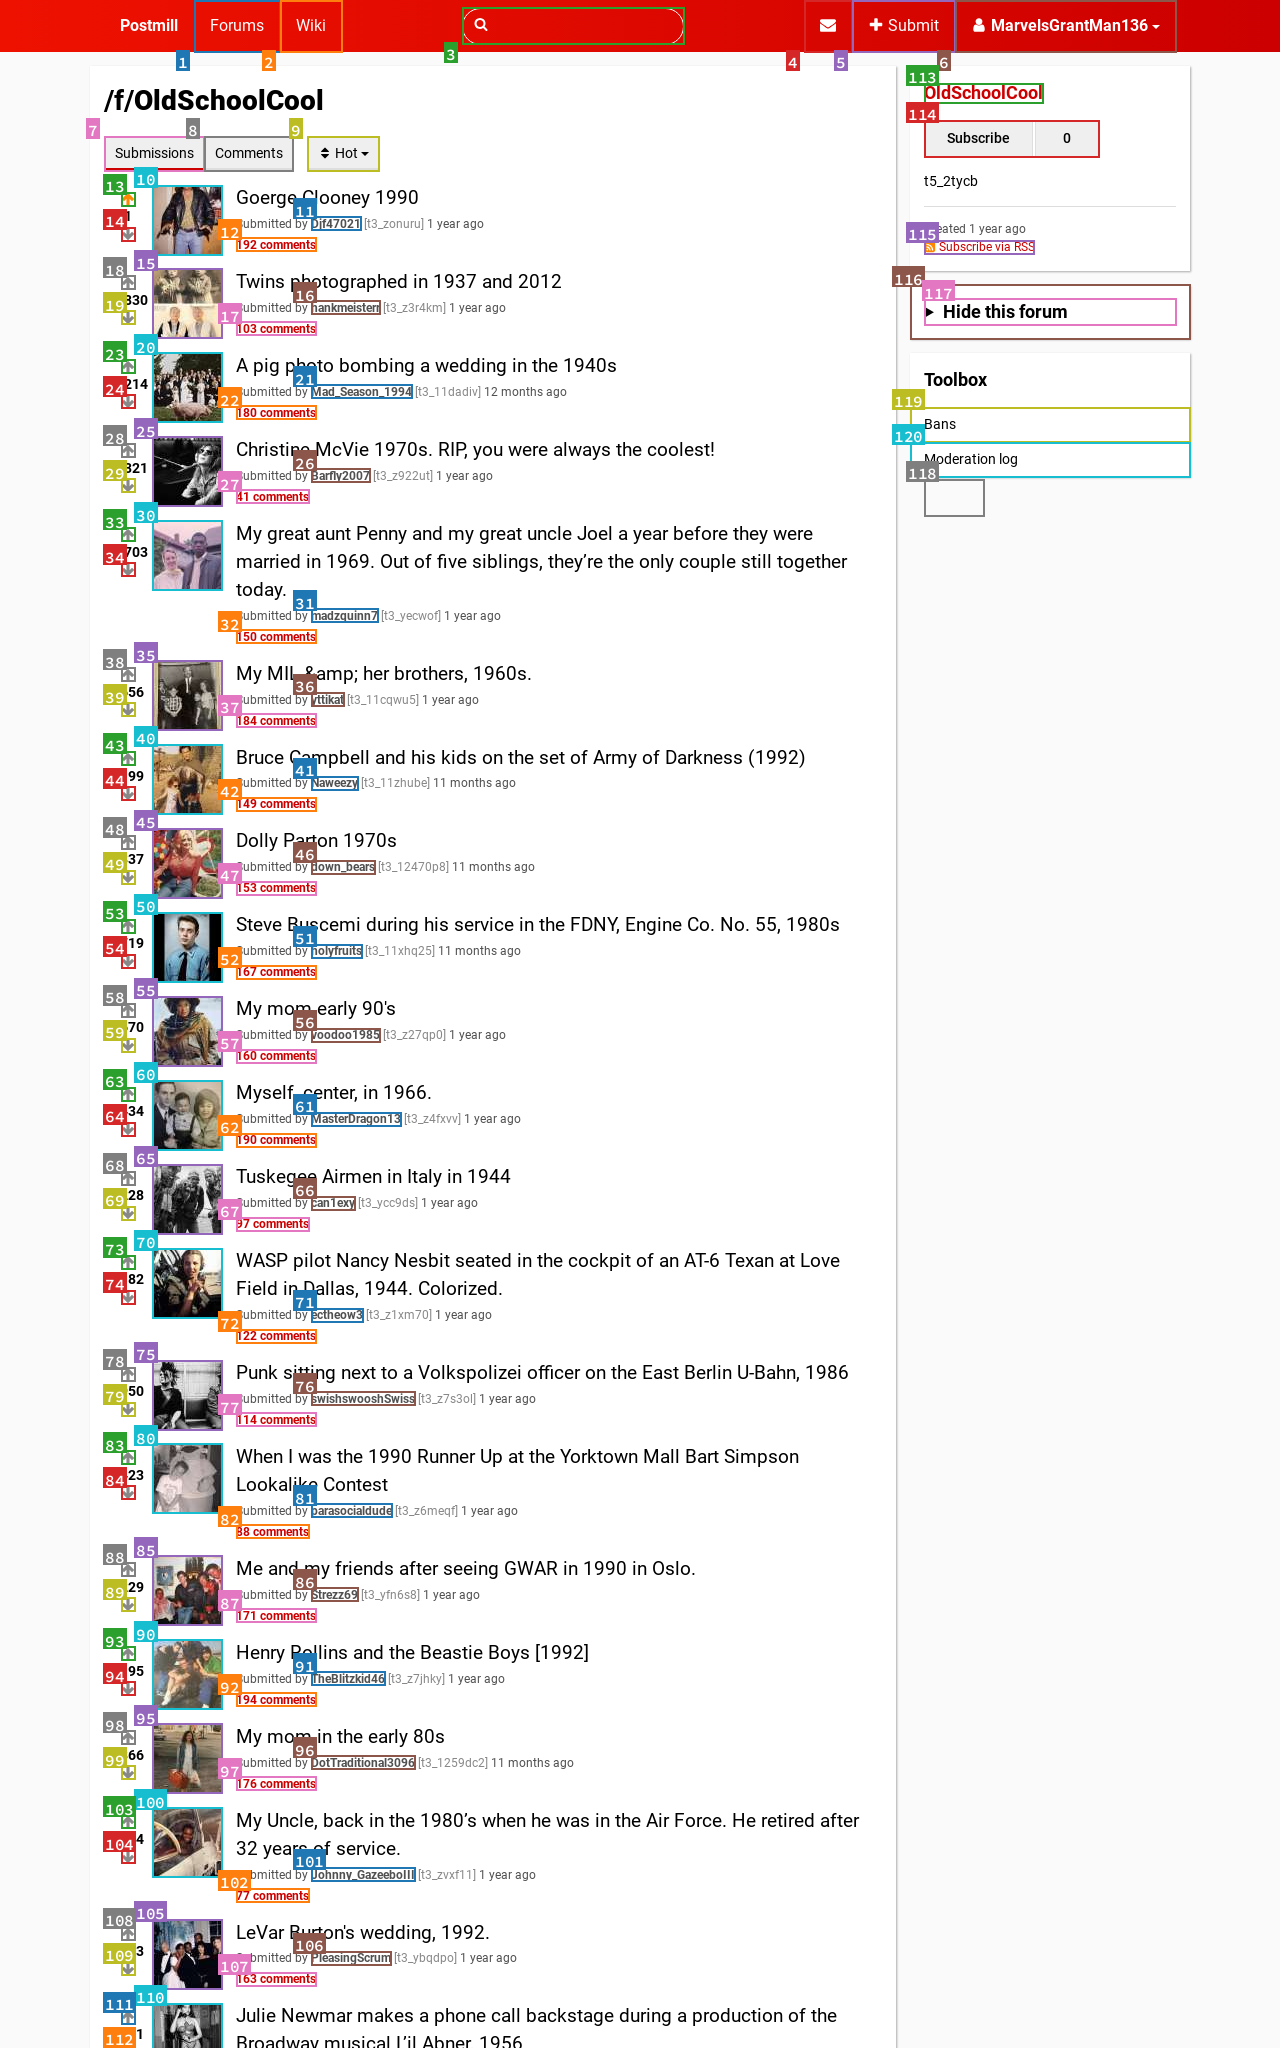 Postmill
Forums
Wiki
Submit
MarvelsGrantMan136
1
2
3
4
5
6
/f/OldSchoolCool
7
8
9
Submissions
Comments
Hot
10
13
14
Goerge Clooney 1990
11
12
Submitted by Djf47021 [t3_zonuru] 1 year ago
192 comments
15
18
19
330
Twins photographed in 1937 and 2012
16
17
Submitted by hankmeisterr [t3_z3r4km] 1 year ago
103 comments
20
23
24
214
A pig photo bombing a wedding in the 1940s
21
22
Submitted by Mad_Season_1994 [t3_11dadiv] 12 months ago
180 comments
25
28
29
321
Christine McVie 1970s. RIP, you were always the coolest!
26
27
Submitted by Barfly2007 [t3_z922ut] 1 year ago
41 comments
30
33
34
703
My great aunt Penny and my great uncle Joel a year before they were
married in 1969. Out of five siblings, they’re the only couple still together
today.
31
32
Submitted by madzquinn7 [t3_yecwof] 1 year ago
150 comments
35
38
39
56
My MIL &amp; her brothers, 1960s.
36
37
Submitted by yttikat [t3_11cqwu5] 1 year ago
184 comments
40
43
44
99
Bruce Campbell and his kids on the set of Army of Darkness (1992)
41
42
Submitted by Naweezy [t3_11zhube] 11 months ago
149 comments
45
48
49
37
Dolly Parton 1970s
46
47
Submitted by down_bears [t3_12470p8] 11 months ago
153 comments
50
53
54
19
Steve Buscemi during his service in the FDNY, Engine Co. No. 55, 1980s
51
52
Submitted by holyfruits [t3_11xhq25] 11 months ago
167 comments
55
58
59
70
My mom early 90's
56
57
Submitted by voodoo1985 [t3_z27qp0] 1 year ago
160 comments
60
63
64
34
Myself, center, in 1966.
61
62
Submitted by MasterDragon13 [t3_z4fxvv] 1 year ago
190 comments
65
68
69
28
Tuskegee Airmen in Italy in 1944
66
67
Submitted by can1exy [t3_ycc9ds] 1 year ago
97 comments
70
73
74
82
WASP pilot Nancy Nesbit seated in the cockpit of an AT-6 Texan at Love
Field in Dallas, 1944. Colorized.
71
72
Submitted by ectheow3 [t3_z1xm70] 1 year ago
122 comments
75
78
79
50
Punk sitting next to a Volkspolizei officer on the East Berlin U-Bahn, 1986
76
77
Submitted by swishswooshSwiss [t3_z7s3ol] 1 year ago
114 comments
80
83
84
23
When I was the 1990 Runner Up at the Yorktown Mall Bart Simpson
Lookalike Contest
81
82
Submitted by parasocialdude [t3_z6meqf] 1 year ago
88 comments
85
88
89
29
Me and my friends after seeing GWAR in 1990 in Oslo.
86
87
Submitted by Strezz69 [t3_yfn6s8] 1 year ago
171 comments
90
93
94
95
Henry Rollins and the Beastie Boys [1992]
91
92
Submitted by TheBlitzkid46 [t3_z7jhky] 1 year ago
194 comments
95
98
99
66
My mom in the early 80s
96
97
Submitted by DotTraditional3096 [t3_1259dc2] 11 months ago
176 comments
100
103
104
4
My Uncle, back in the 1980’s when he was in the Air Force. He retired after
32 years of service.
101
102
Submitted by Johnny_GazeeboIII [t3_zvxf11] 1 year ago
77 comments
105
108
109
3
LeVar Burton's wedding, 1992.
106
107
Submitted by PleasingScrum [t3_ybqdpo] 1 year ago
163 comments
110
111
112
1
Julie Newmar makes a phone call backstage during a production of the
Broadway musical L’il Abner, 1956
113
OldSchoolCool
114
Subscribe
0
t5_2tycb
115
Created 1 year ago
Subscribe via RSS
116
117
Hide this forum
Toolbox
119
Bans
120
Moderation log
118